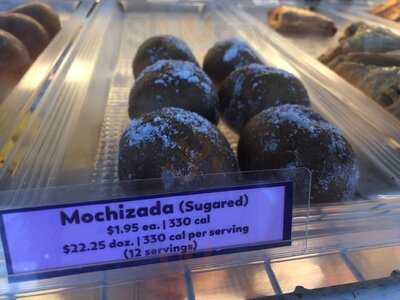 Mochizada (Sugared)
$1.95 ea. | 330 cal
$22.25 doz. | 330 cal per serving
(12 servings)